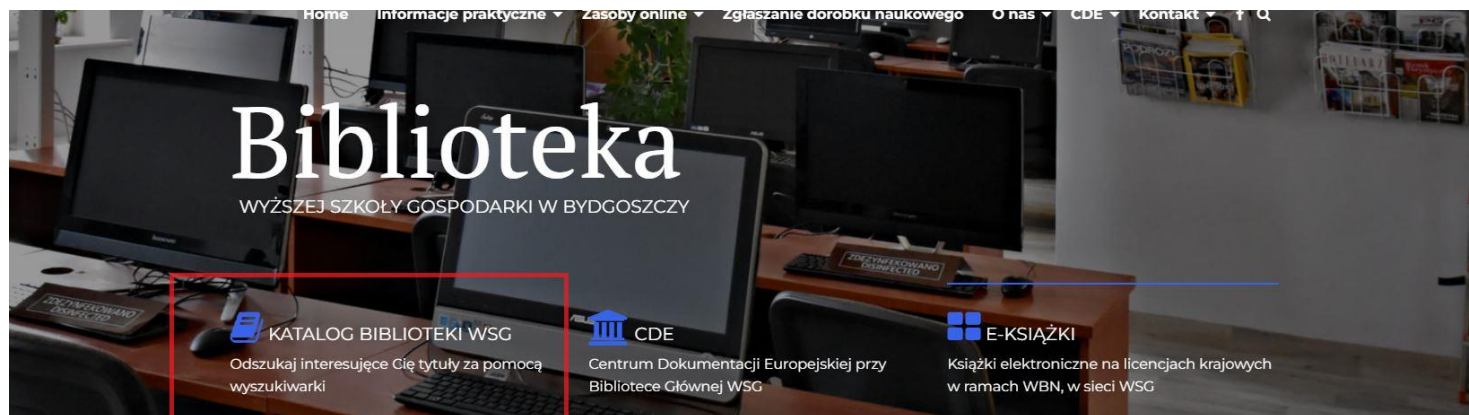 Home Informacje praktyczne Zasoby online Zgłaszanie dorobku naukowego O nas CDE Kontakt f
Biblioteka
WYŻSZEJ SZKOŁY GOSPODARKI W BYDGOSZCZY
ZDEZYNFEKOWANO
DISINFECTED
ZDEZYNFEKOWANO
DISINFECTED
KATALOG BIBLIOTEKI WSG
Odszukaj interesujęce Cię tytuły za pomocą
wyszukiwarki
CDE
Centrum Dokumentacji Europejskiej przy
Bibliotece Głównej WSG
E-KSIĄŻKI
Książki elektroniczne na licencjach krajowych
w ramach WBN, w sieci WSG